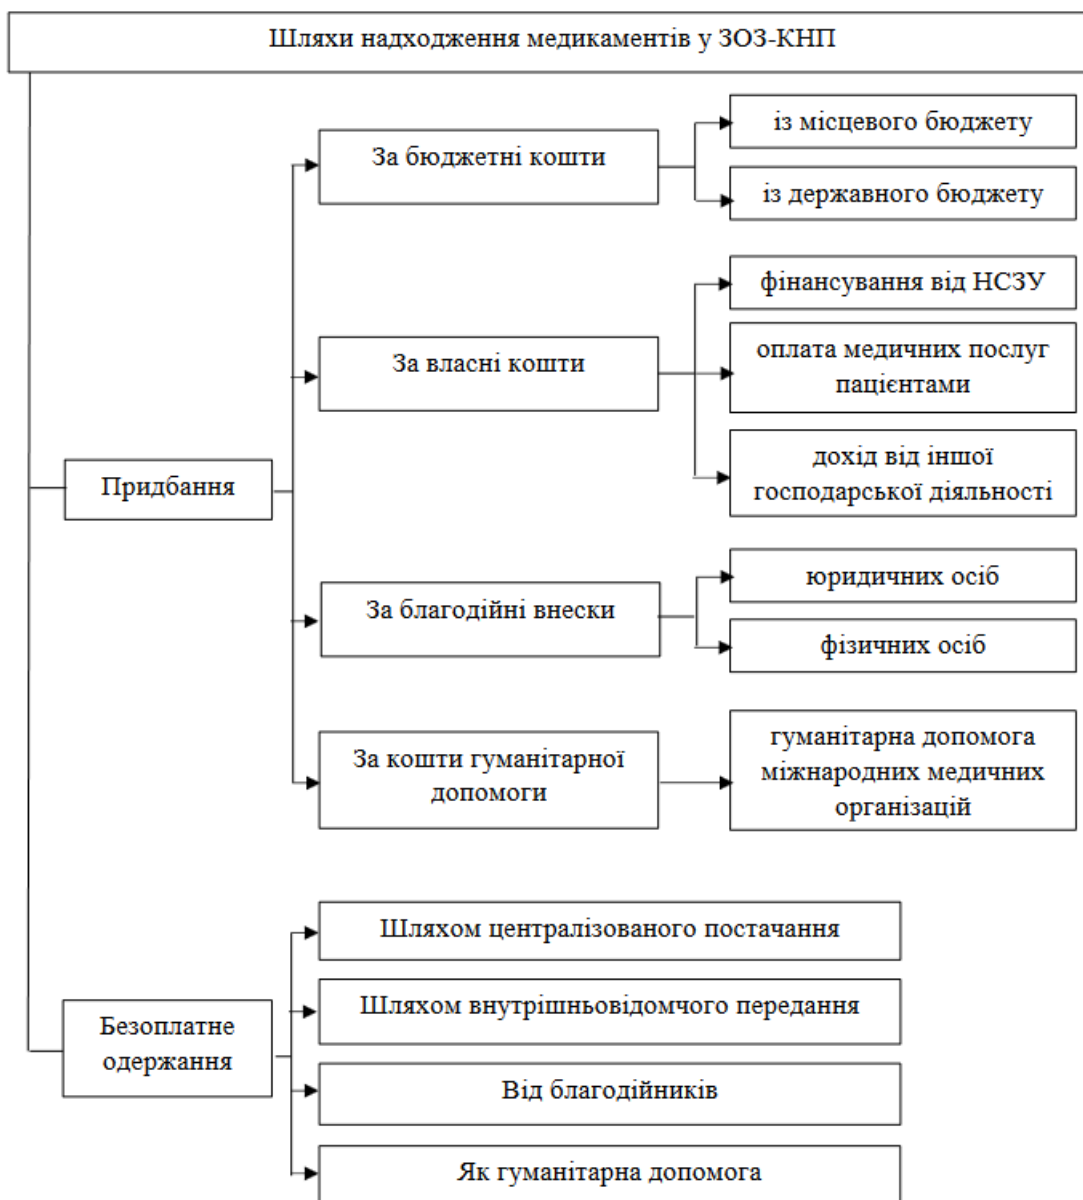 Шляхи надходження медикаментів у ЗОЗ-КНП
За бюджетні кошти
із місцевого бюджету
із державного бюджету
За власні кошти
фінансування від НСЗУ
оплата медичних послуг
пацієнтами
дохід від іншої
господарської діяльності
Придбання
За благодійні внески
юридичних осіб
фізичних осіб
За кошти гуманітарної
допомоги
гуманітарна допомога
міжнародних медичних
організацій
Безоплатне
одержання
Шляхом централізованого постачання
Шляхом внутрішньовідомчого передання
Від благодійників
Як гуманітарна допомога